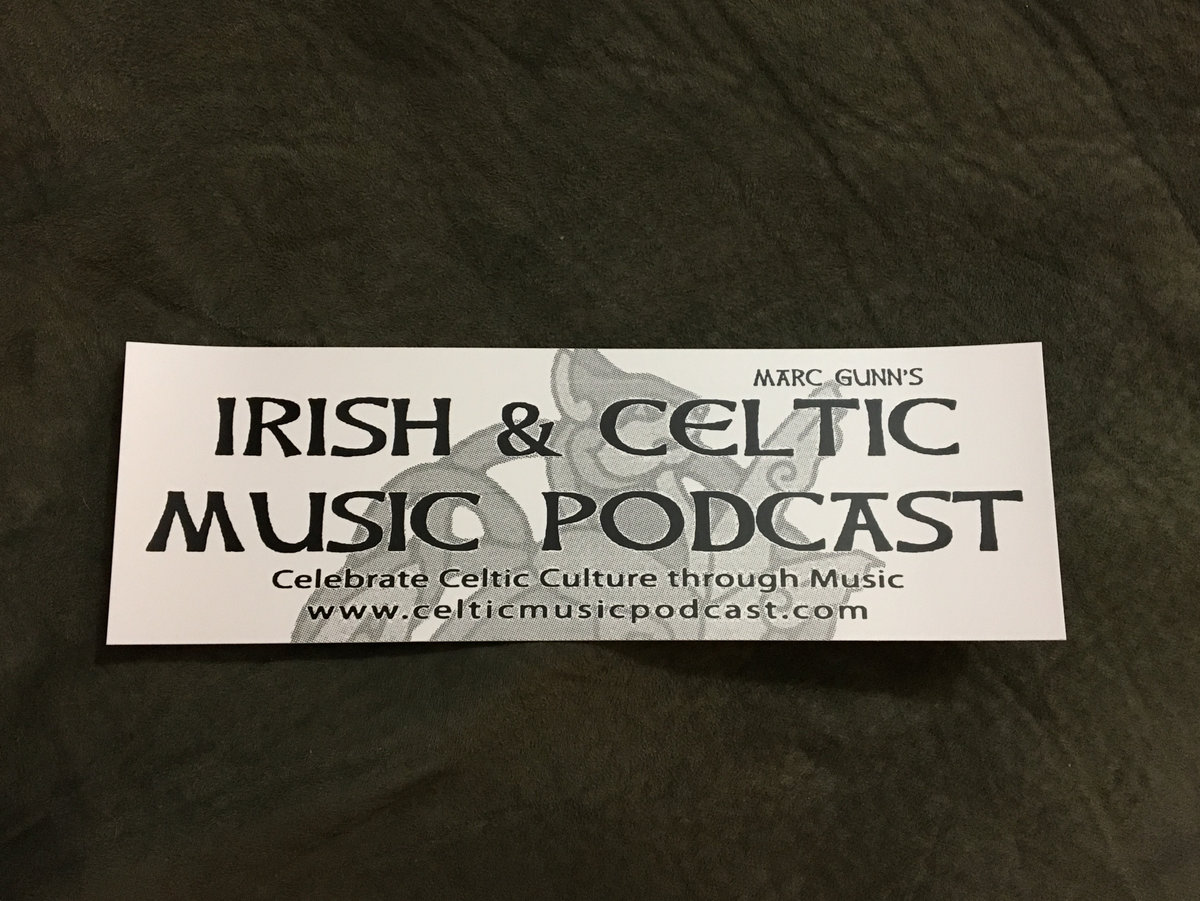 MARC GUNN'S
IRISH & CELTIC
MUSIC PODCAST
Celebrate Celtic Culture through Music
www.celticmusicpodcast.com